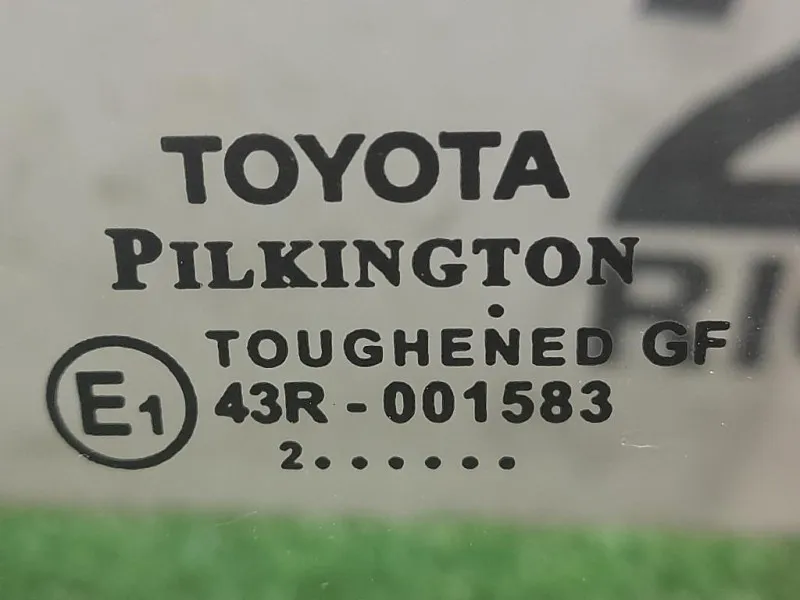 TOYOTA
PILKINGTON
.
TOUGHENED GF
E1 43R - 001583
2......